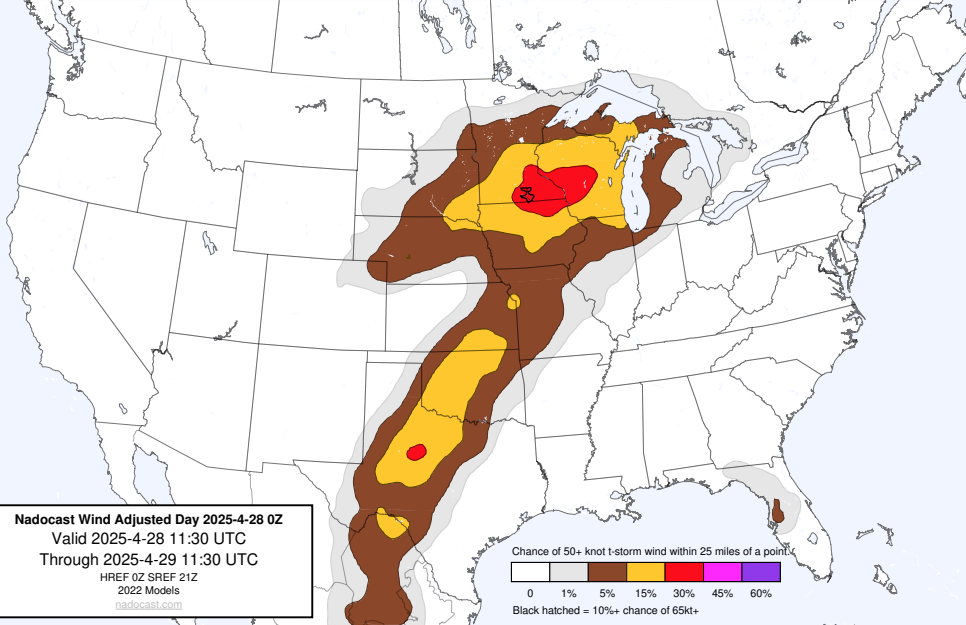 Nadocast Wind Adjusted Day 2025-4-28 0Z
Valid 2025-4-28 11:30 UTC
Through 2025-4-29 11:30 UTC
HREF 0Z SREF 21Z
2022 Models
nadocast.com
Chance of 50+ knot t-storm wind within 25 miles of a point.
0 1% 5% 15% 30% 45% 60%
Black hatched = 10%+ chance of 65kt+